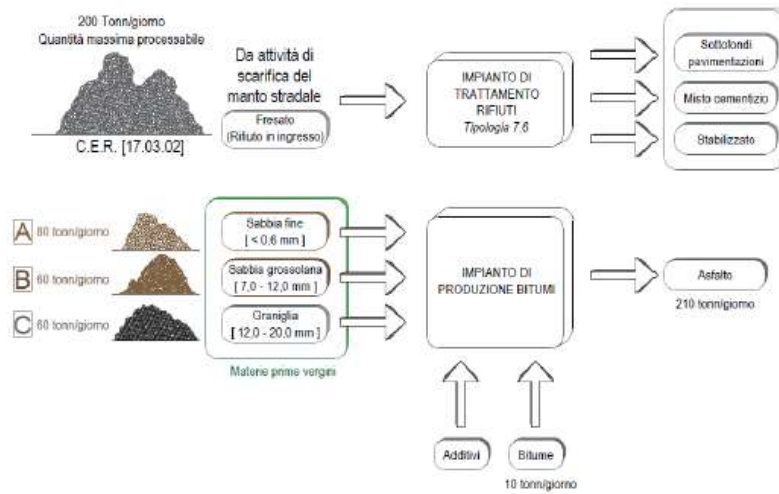 200 Tonn/giorno
Quantità massima processabile
C.E.R. [17.03.02]
Da attività di
scarifica del
manto stradale
Fresato
(Rifiuto in ingresso)
IMPIANTO DI
TRATTAMENTO
RIFIUTI
Tipologia 7.6
Sottofondi
pavimentazioni
Misto cementizio
Stabilizzato
A 80 tonn/giorno
B 60 tonn/giorno
C 60 tonn/giorno
Sabbia fine
[ < 0,6 mm ]
Sabbia grossolana
[ 7,0 - 12,0 mm ]
Graniglia
[ 12,0 - 20,0 mm ]
Materie prime vergini
IMPIANTO DI
PRODUZIONE BITUMI
Asfalto
210 tonn/giorno
Additivi
Bitume
10 tonn/giorno